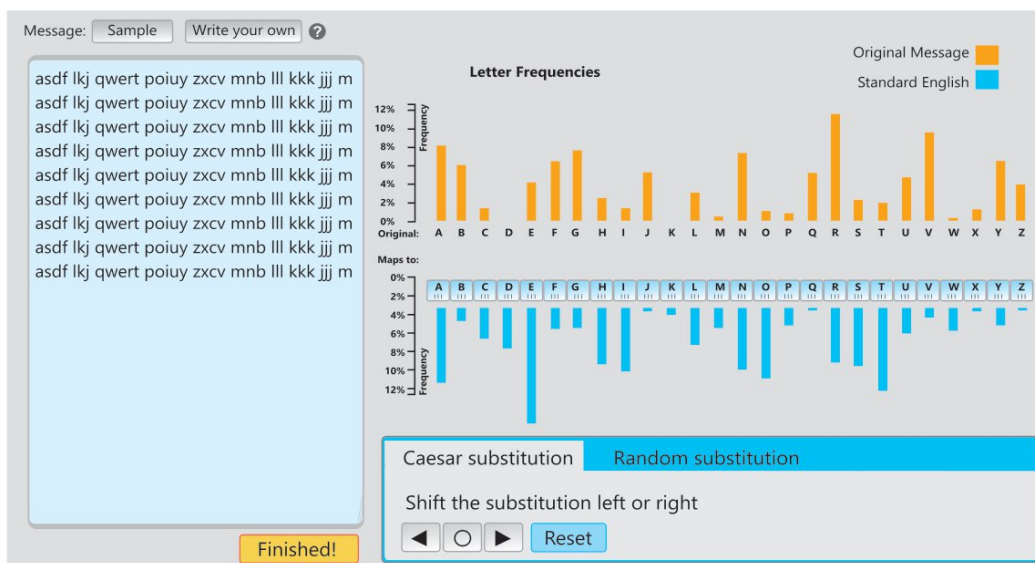 Message: Sample Write your own ?
asdf lkj qwert poiuy zxcv mnb lll kkk jjj m
asdf lkj qwert poiuy zxcv mnb lll kkk jjj m
asdf lkj qwert poiuy zxcv mnb lll kkk jjj m
asdf lkj qwert poiuy zxcv mnb lll kkk jjj m
asdf lkj qwert poiuy zxcv mnb lll kkk jjj m
asdf lkj qwert poiuy zxcv mnb lll kkk jjj m
asdf lkj qwert poiuy zxcv mnb lll kkk jjj m
asdf lkj qwert poiuy zxcv mnb lll kkk jjj m
asdf lkj qwert poiuy zxcv mnb lll kkk jjj m
Finished!
Letter Frequencies
Original Message
Standard English
12%
10%
8%
6%
4%
2%
0%
Frequency
Original: A B C D E F G H I J K L M N O P Q R S T U V W X Y Z
Maps to:
0%
2%
4%
6%
8%
10%
12%
Frequency
A B C D E F G H I J K L M N O P Q R S T U V W X Y Z
Caesar substitution Random substitution
Shift the substitution left or right
Reset